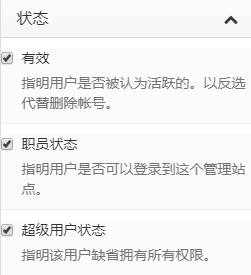 状态
有效
指明用户是否被认为活跃的。以反选
代替删除帐号。
职员状态
指明用户是否可以登录到这个管理站
点。
超级用户状态
指明该用户缺省拥有所有权限。